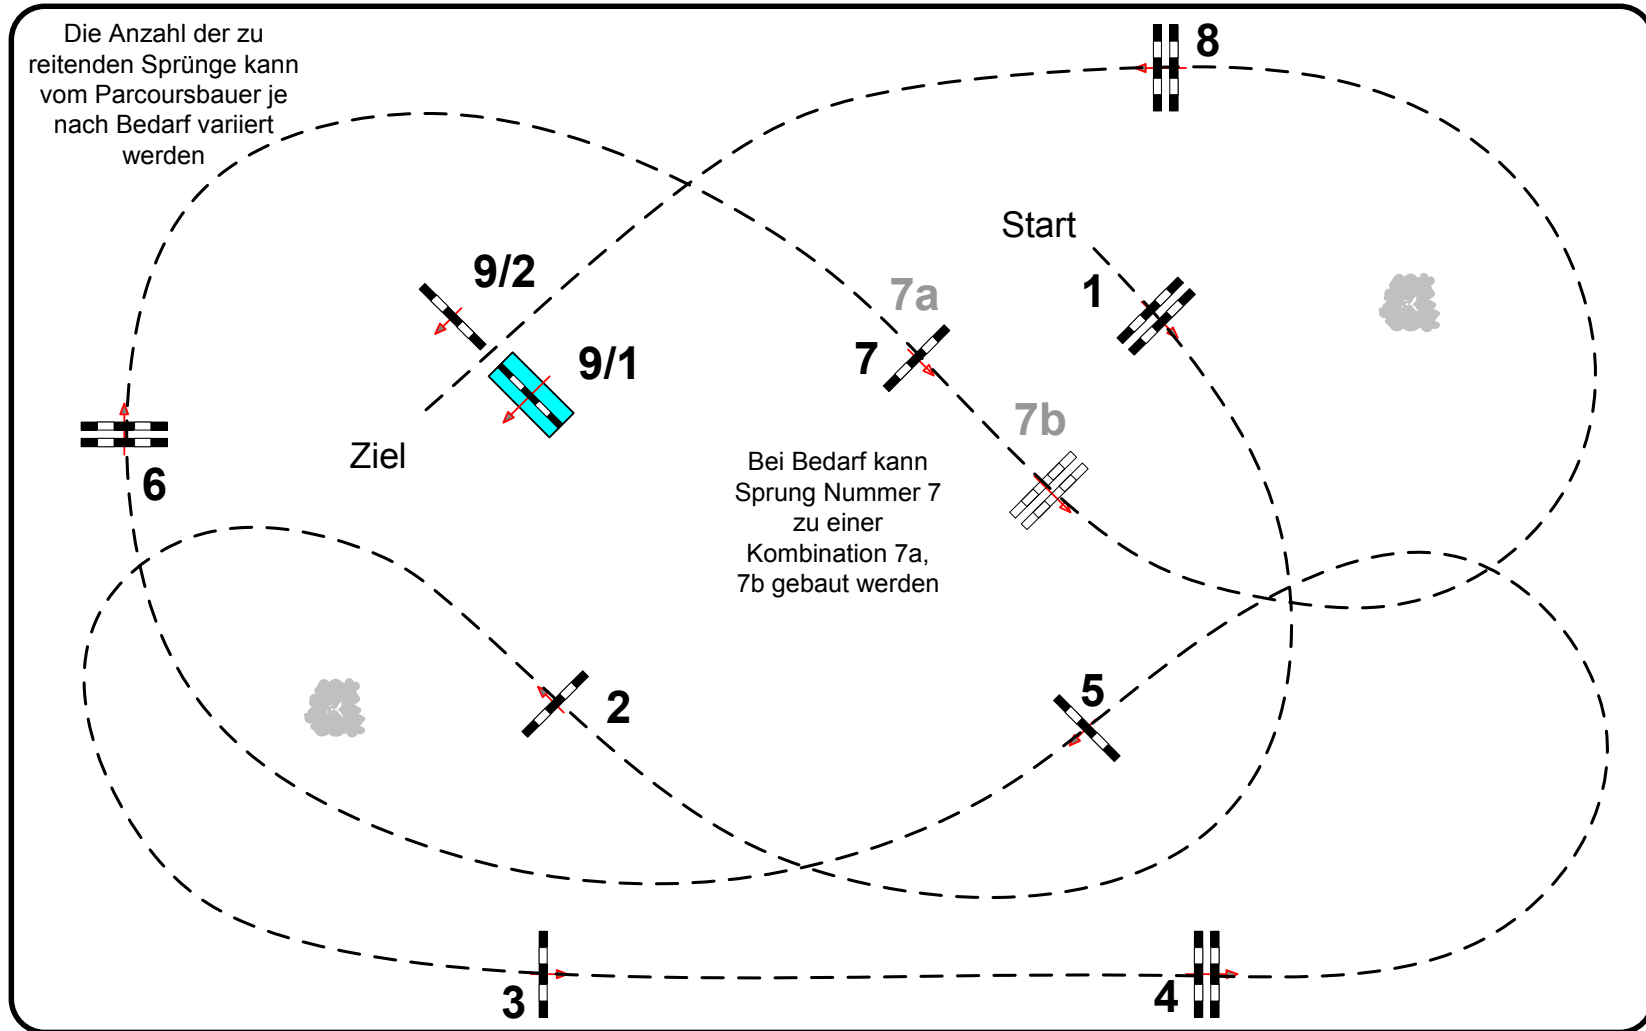 Die Anzahl der zu
reitenden Sprünge kann
vom Parcoursbauer je
nach Bedarf variiert
werden
8
Start
1
9/2
9/1
7a
7
7b
Ziel
6
Bei Bedarf kann
Sprung Nummer 7
zu einer
Kombination 7a,
7b gebaut werden
2
5
3
4